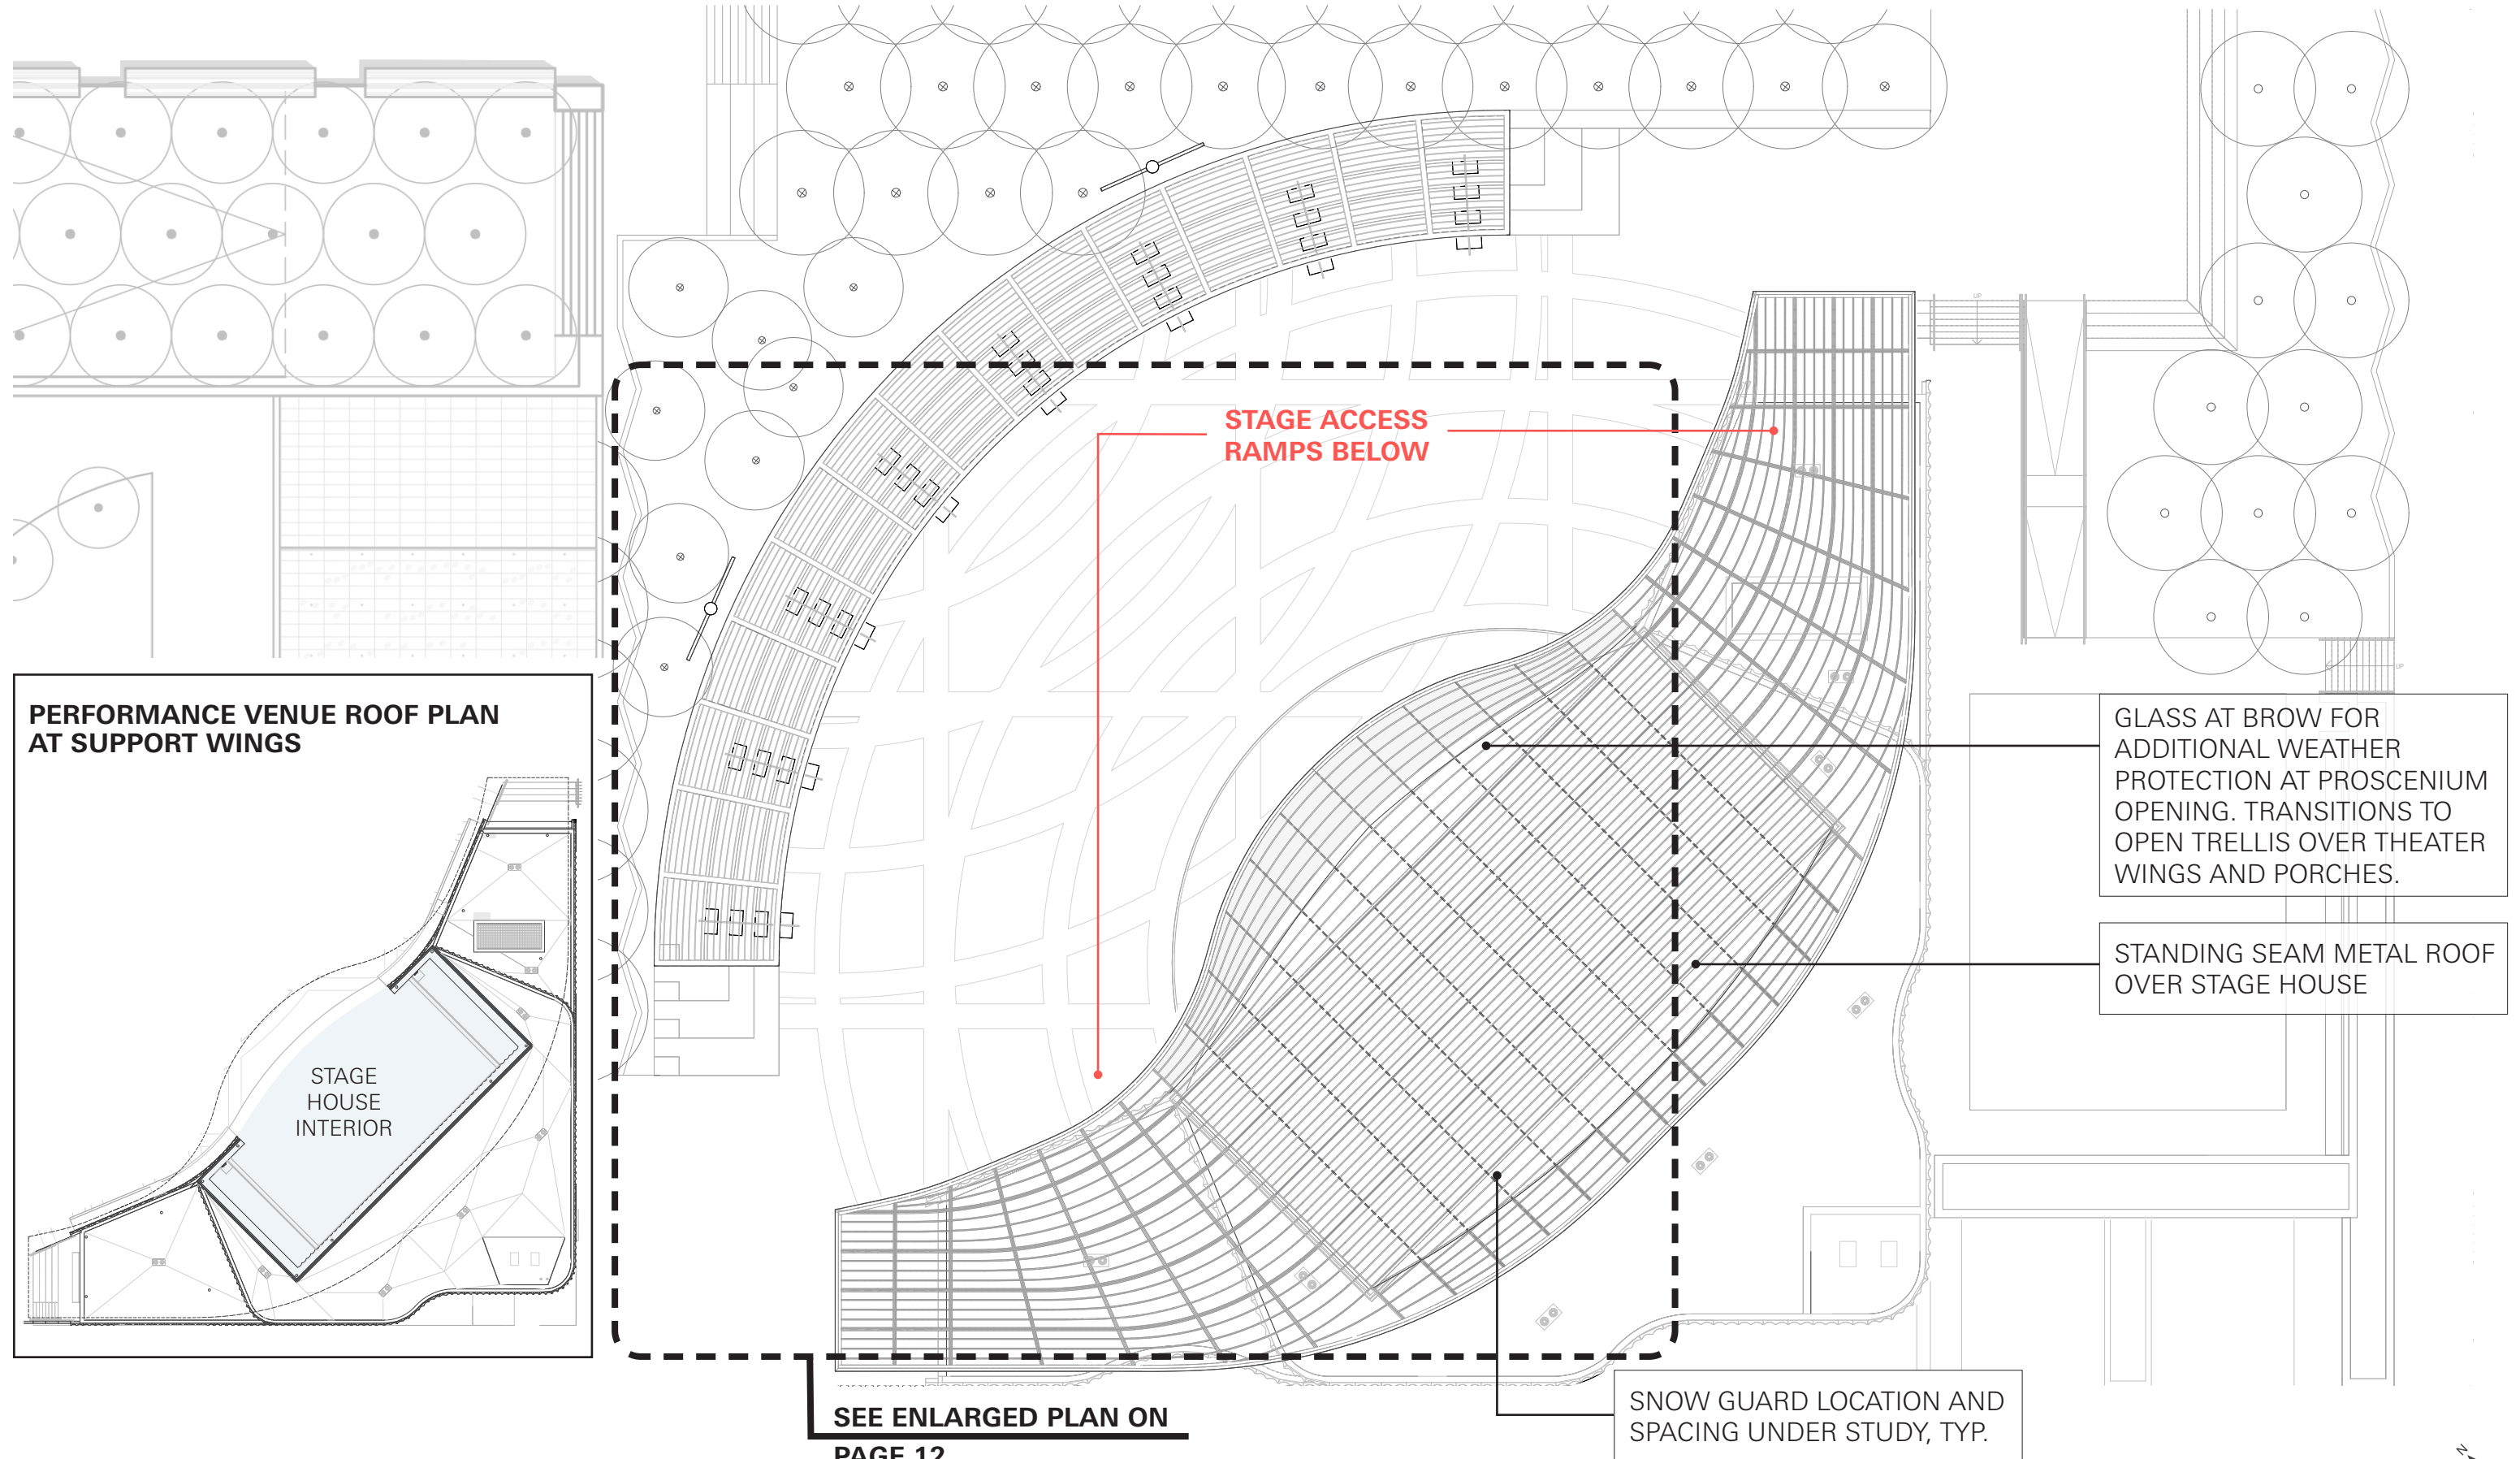 STAGE ACCESS
RAMPS BELOW
UP
UP
PERFORMANCE VENUE ROOF PLAN
AT SUPPORT WINGS
STAGE
HOUSE
INTERIOR
GLASS AT BROW FOR
ADDITIONAL WEATHER
PROTECTION AT PROSCENIUM
OPENING. TRANSITIONS TO
OPEN TRELLIS OVER THEATER
WINGS AND PORCHES.
STANDING SEAM METAL ROOF
OVER STAGE HOUSE
SNOW GUARD LOCATION AND
SPACING UNDER STUDY, TYP.
SEE ENLARGED PLAN ON
PAGE 12
N